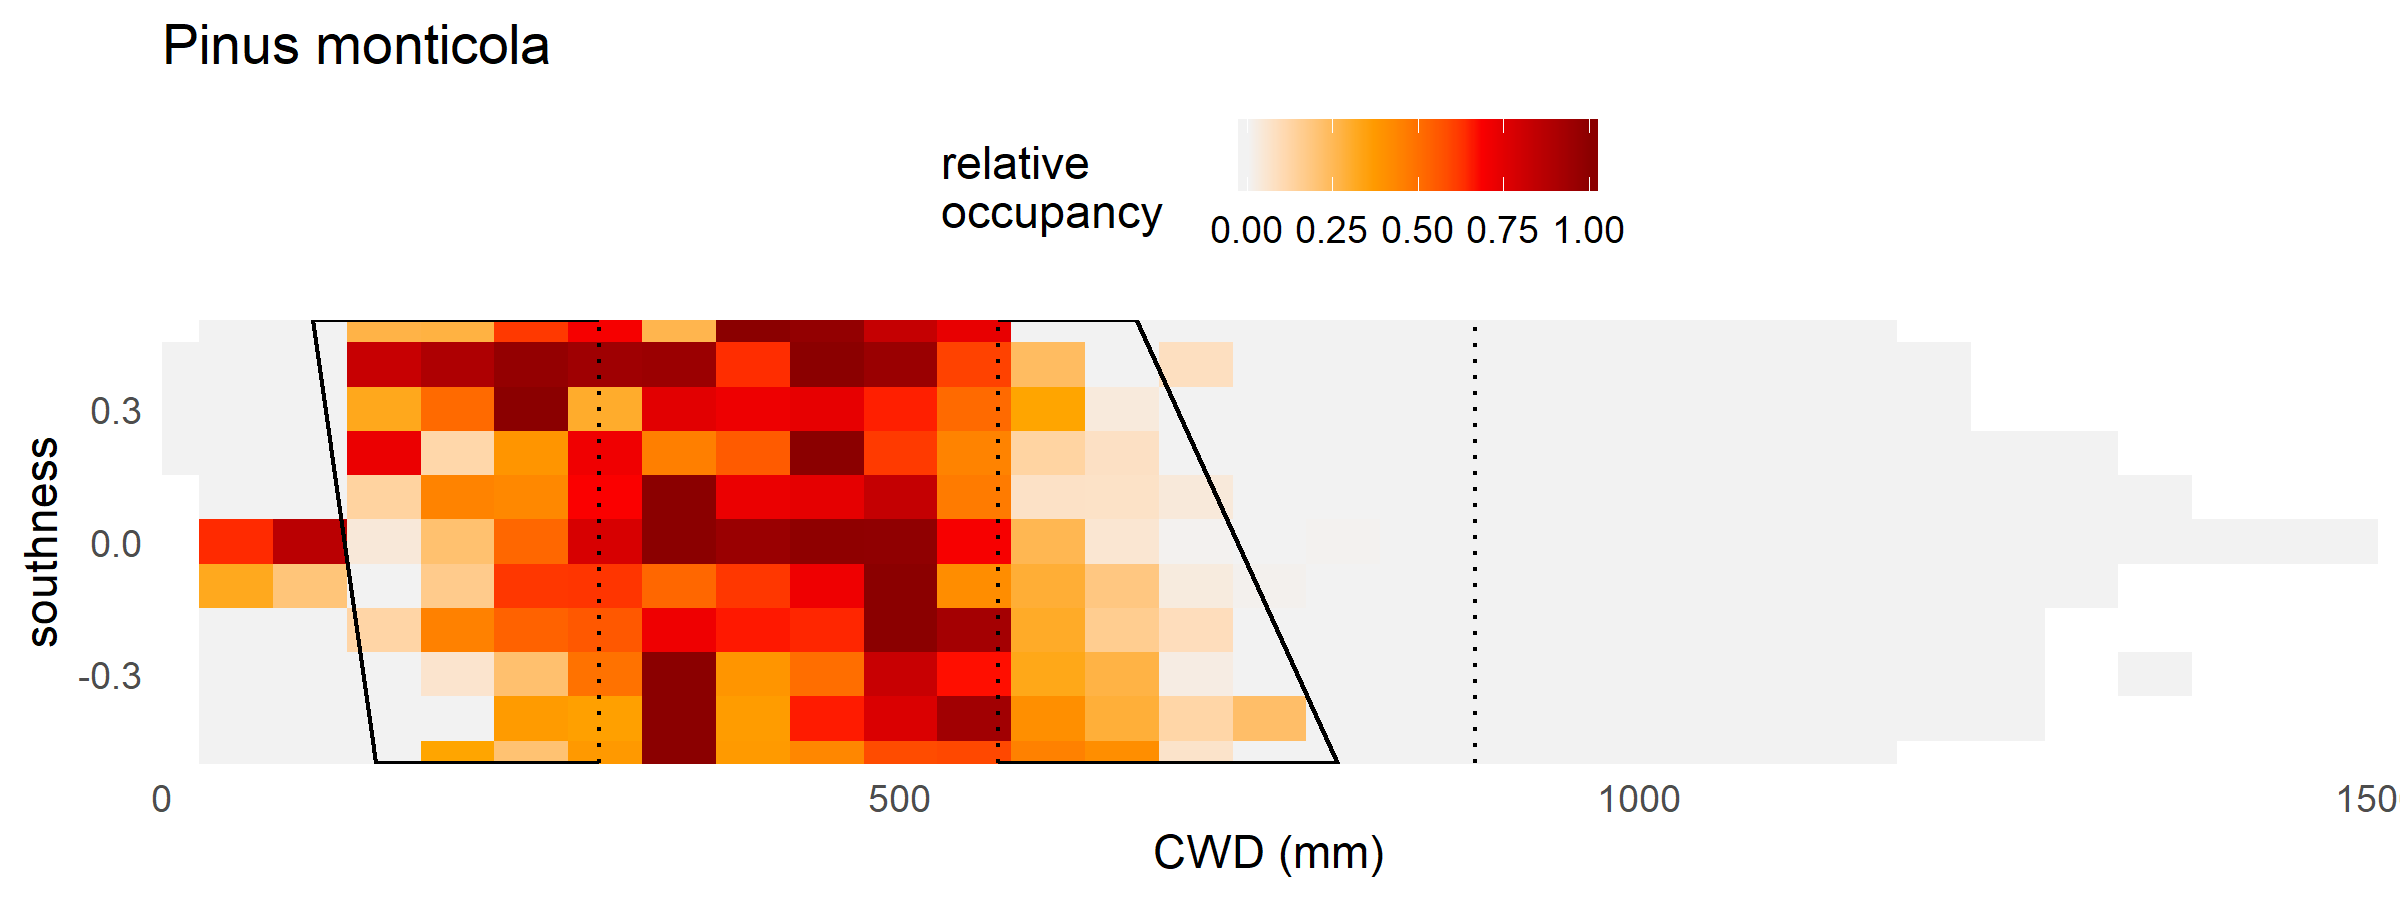 Pinus monticola
relative
occupancy
0.00 0.25 0.50 0.75 1.00
southness
0.3
0.0
-0.3
0 500 1000 150
CWD (mm)